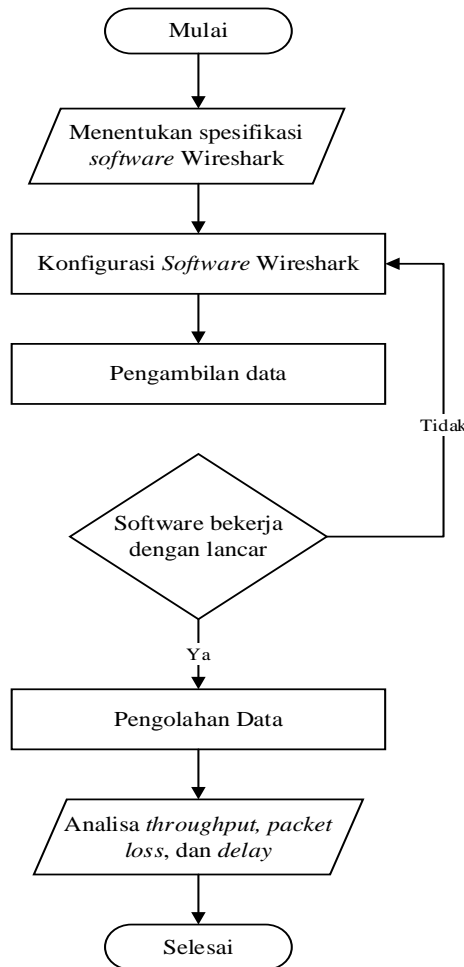 Mulai
Menentukan spesifikasi
software Wireshark
Konfigurasi Software Wireshark
Pengambilan data
Tidak
Software bekerja
dengan lancar
Ya
Pengolahan Data
Analisa throughput, packet
loss, dan delay
Selesai